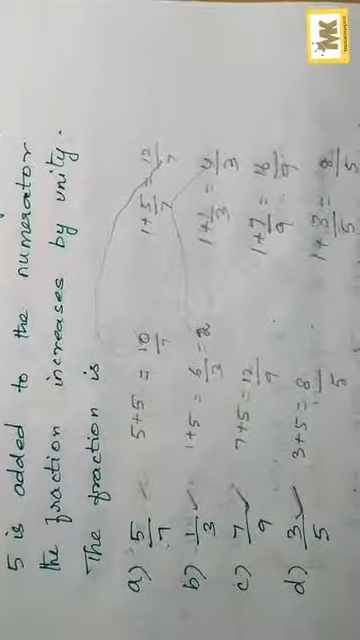 5 is added to the numerator
the fraction increases by unity.
The fraction is
a) 5/7 5+5 = 10/7 1+5/7 = 12/7
b) 1/3 1+5 = 6/3 = 2 1+1/3 = 4/3
c) 7/9 7+5 = 12/9 1+7/9 = 16/9
d) 3/5 3+5 = 8/5 1+3/5 = 8/5
MK